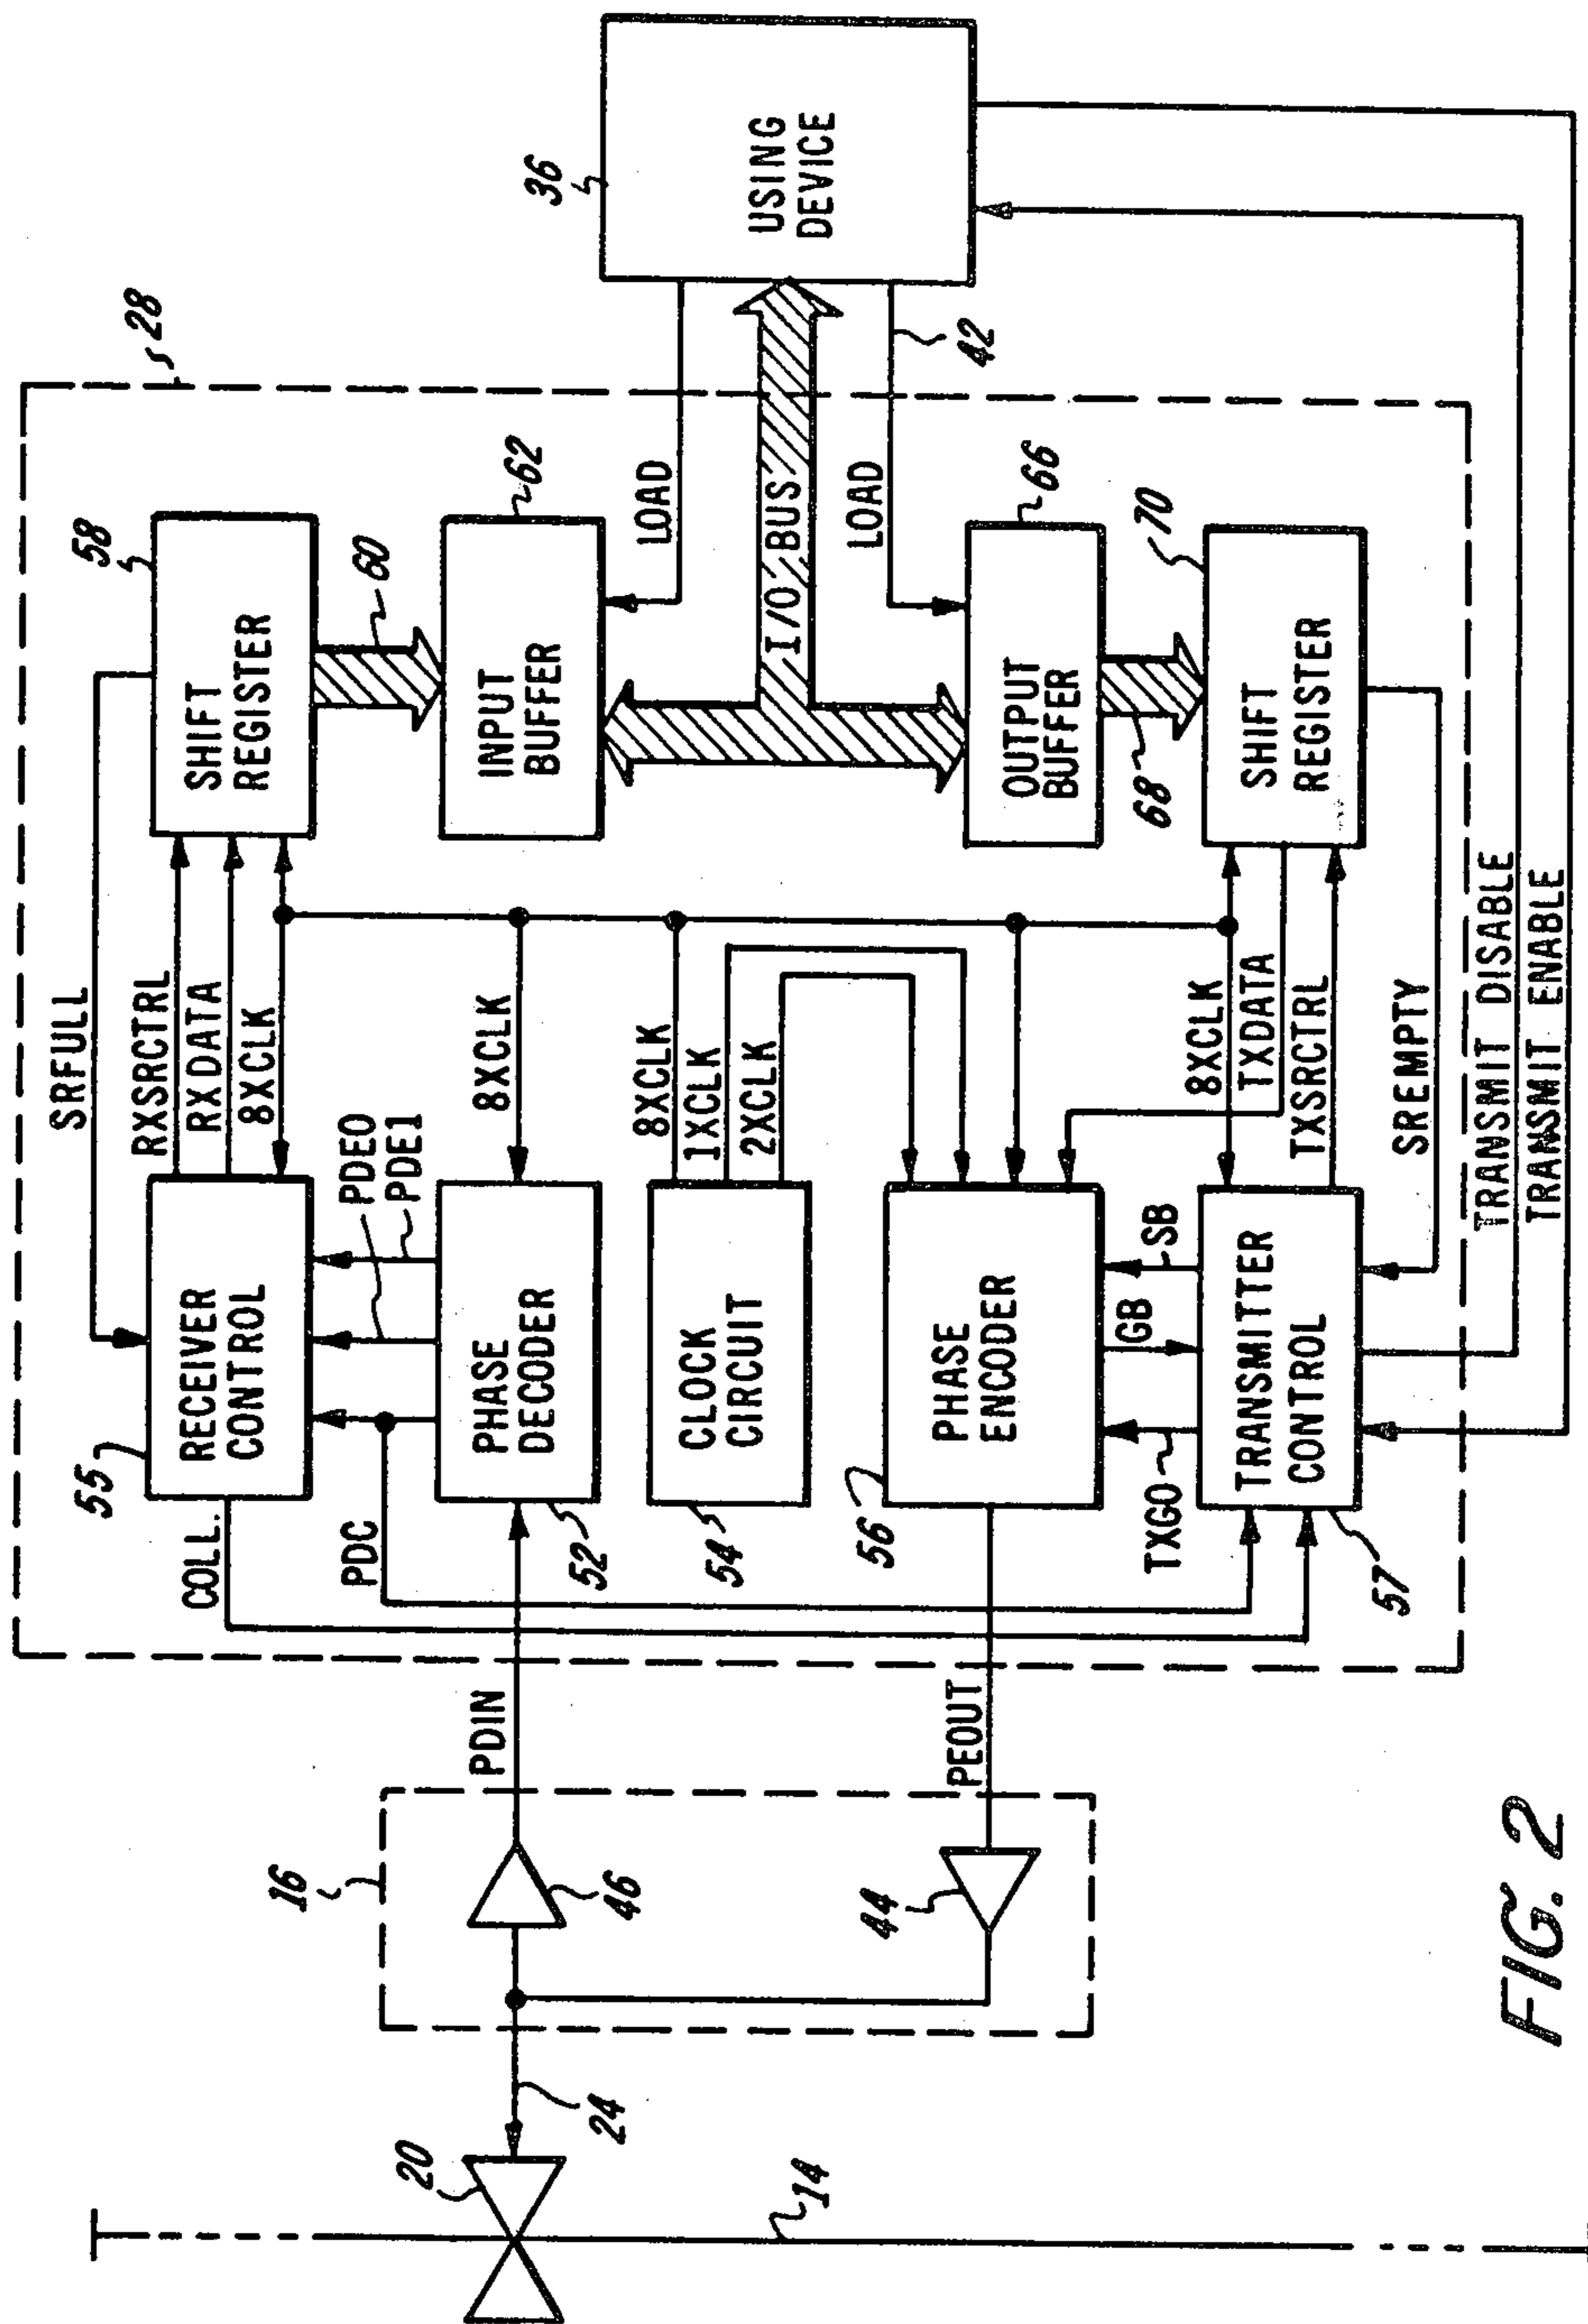 28
58
SHIFT
REGISTER
60
62
INPUT
BUFFER
LOAD
I/O BUS
36
USING
DEVICE
42
LOAD
OUTPUT
BUFFER
66
68
70
SHIFT
REGISTER
SRFULL
RXSRCTRL
RXDATA
8XCLK
PDE0
PDE1
8XCLK
8XCLK
1XCLK
2XCLK
8XCLK
TXDATA
TXSRCTRL
SREMPTY
TRANSMIT DISABLE
TRANSMIT ENABLE
55
RECEIVER
CONTROL
COLL.
PDC
PHASE
DECODER
52
CLOCK
CIRCUIT
54
56
PHASE
ENCODER
SB
GB
TXGO
TRANSMITTER
CONTROL
57
PDIN
PEOUT
16
46
44
20
24
14
FIG. 2